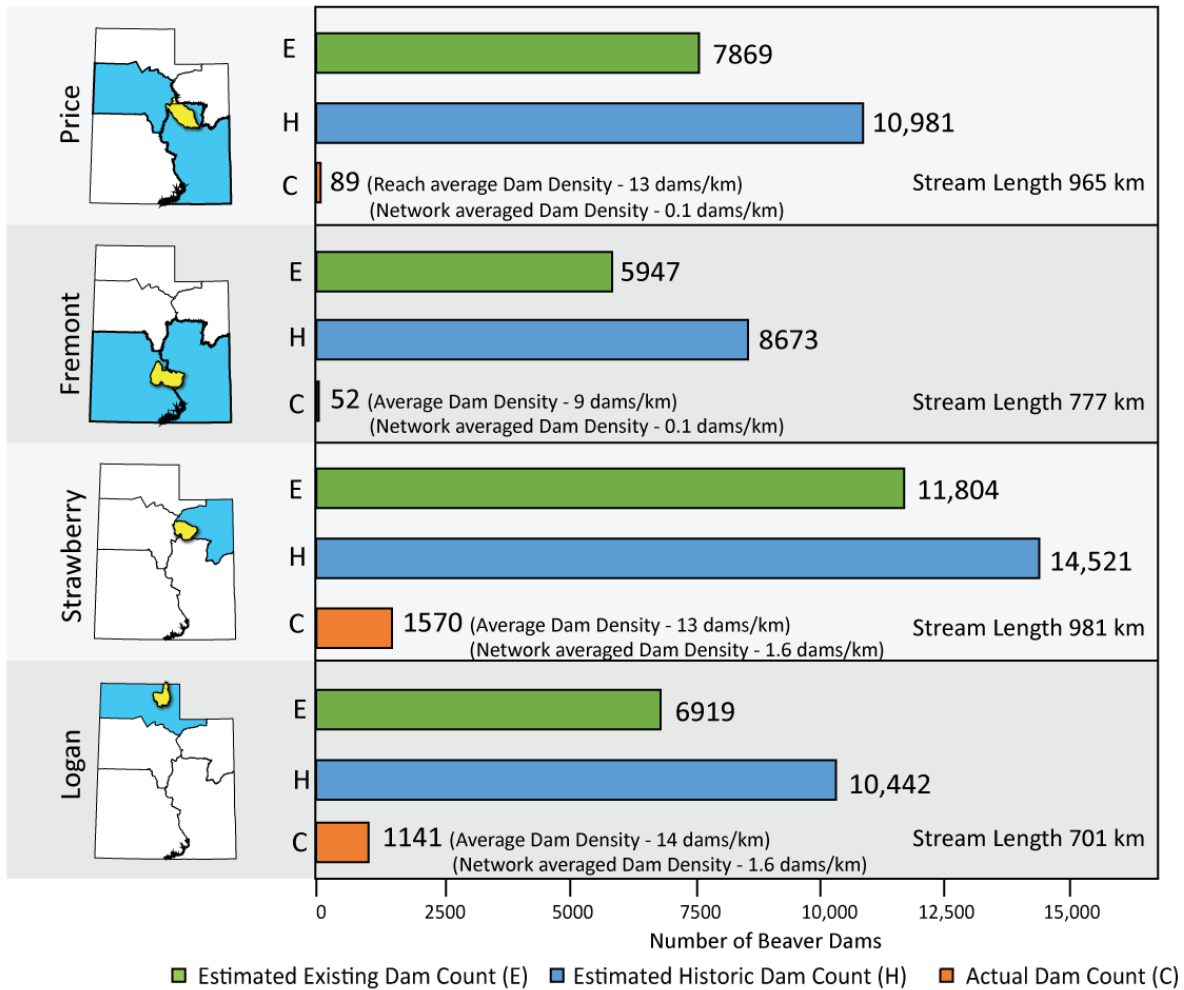 Price
E
7869
H
10,981
C
89 (Reach average Dam Density - 13 dams/km)
(Network averaged Dam Density - 0.1 dams/km)
Stream Length 965 km
Fremont
E
5947
H
8673
C
52 (Average Dam Density - 9 dams/km)
(Network averaged Dam Density - 0.1 dams/km)
Stream Length 777 km
Strawberry
E
11,804
H
14,521
C
1570 (Average Dam Density - 13 dams/km)
(Network averaged Dam Density - 1.6 dams/km)
Stream Length 981 km
Logan
E
6919
H
10,442
C
1141 (Average Dam Density - 14 dams/km)
(Network averaged Dam Density - 1.6 dams/km)
Stream Length 701 km
0 2500 5000 7500 10,000 12,500 15,000
Number of Beaver Dams
Estimated Existing Dam Count (E) Estimated Historic Dam Count (H) Actual Dam Count (C)